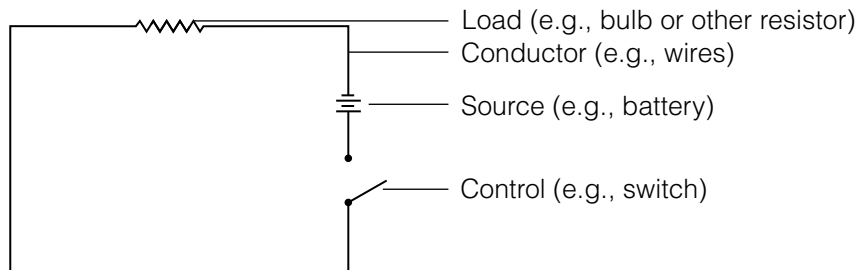 Load (e.g., bulb or other resistor)
Conductor (e.g., wires)
Source (e.g., battery)
Control (e.g., switch)